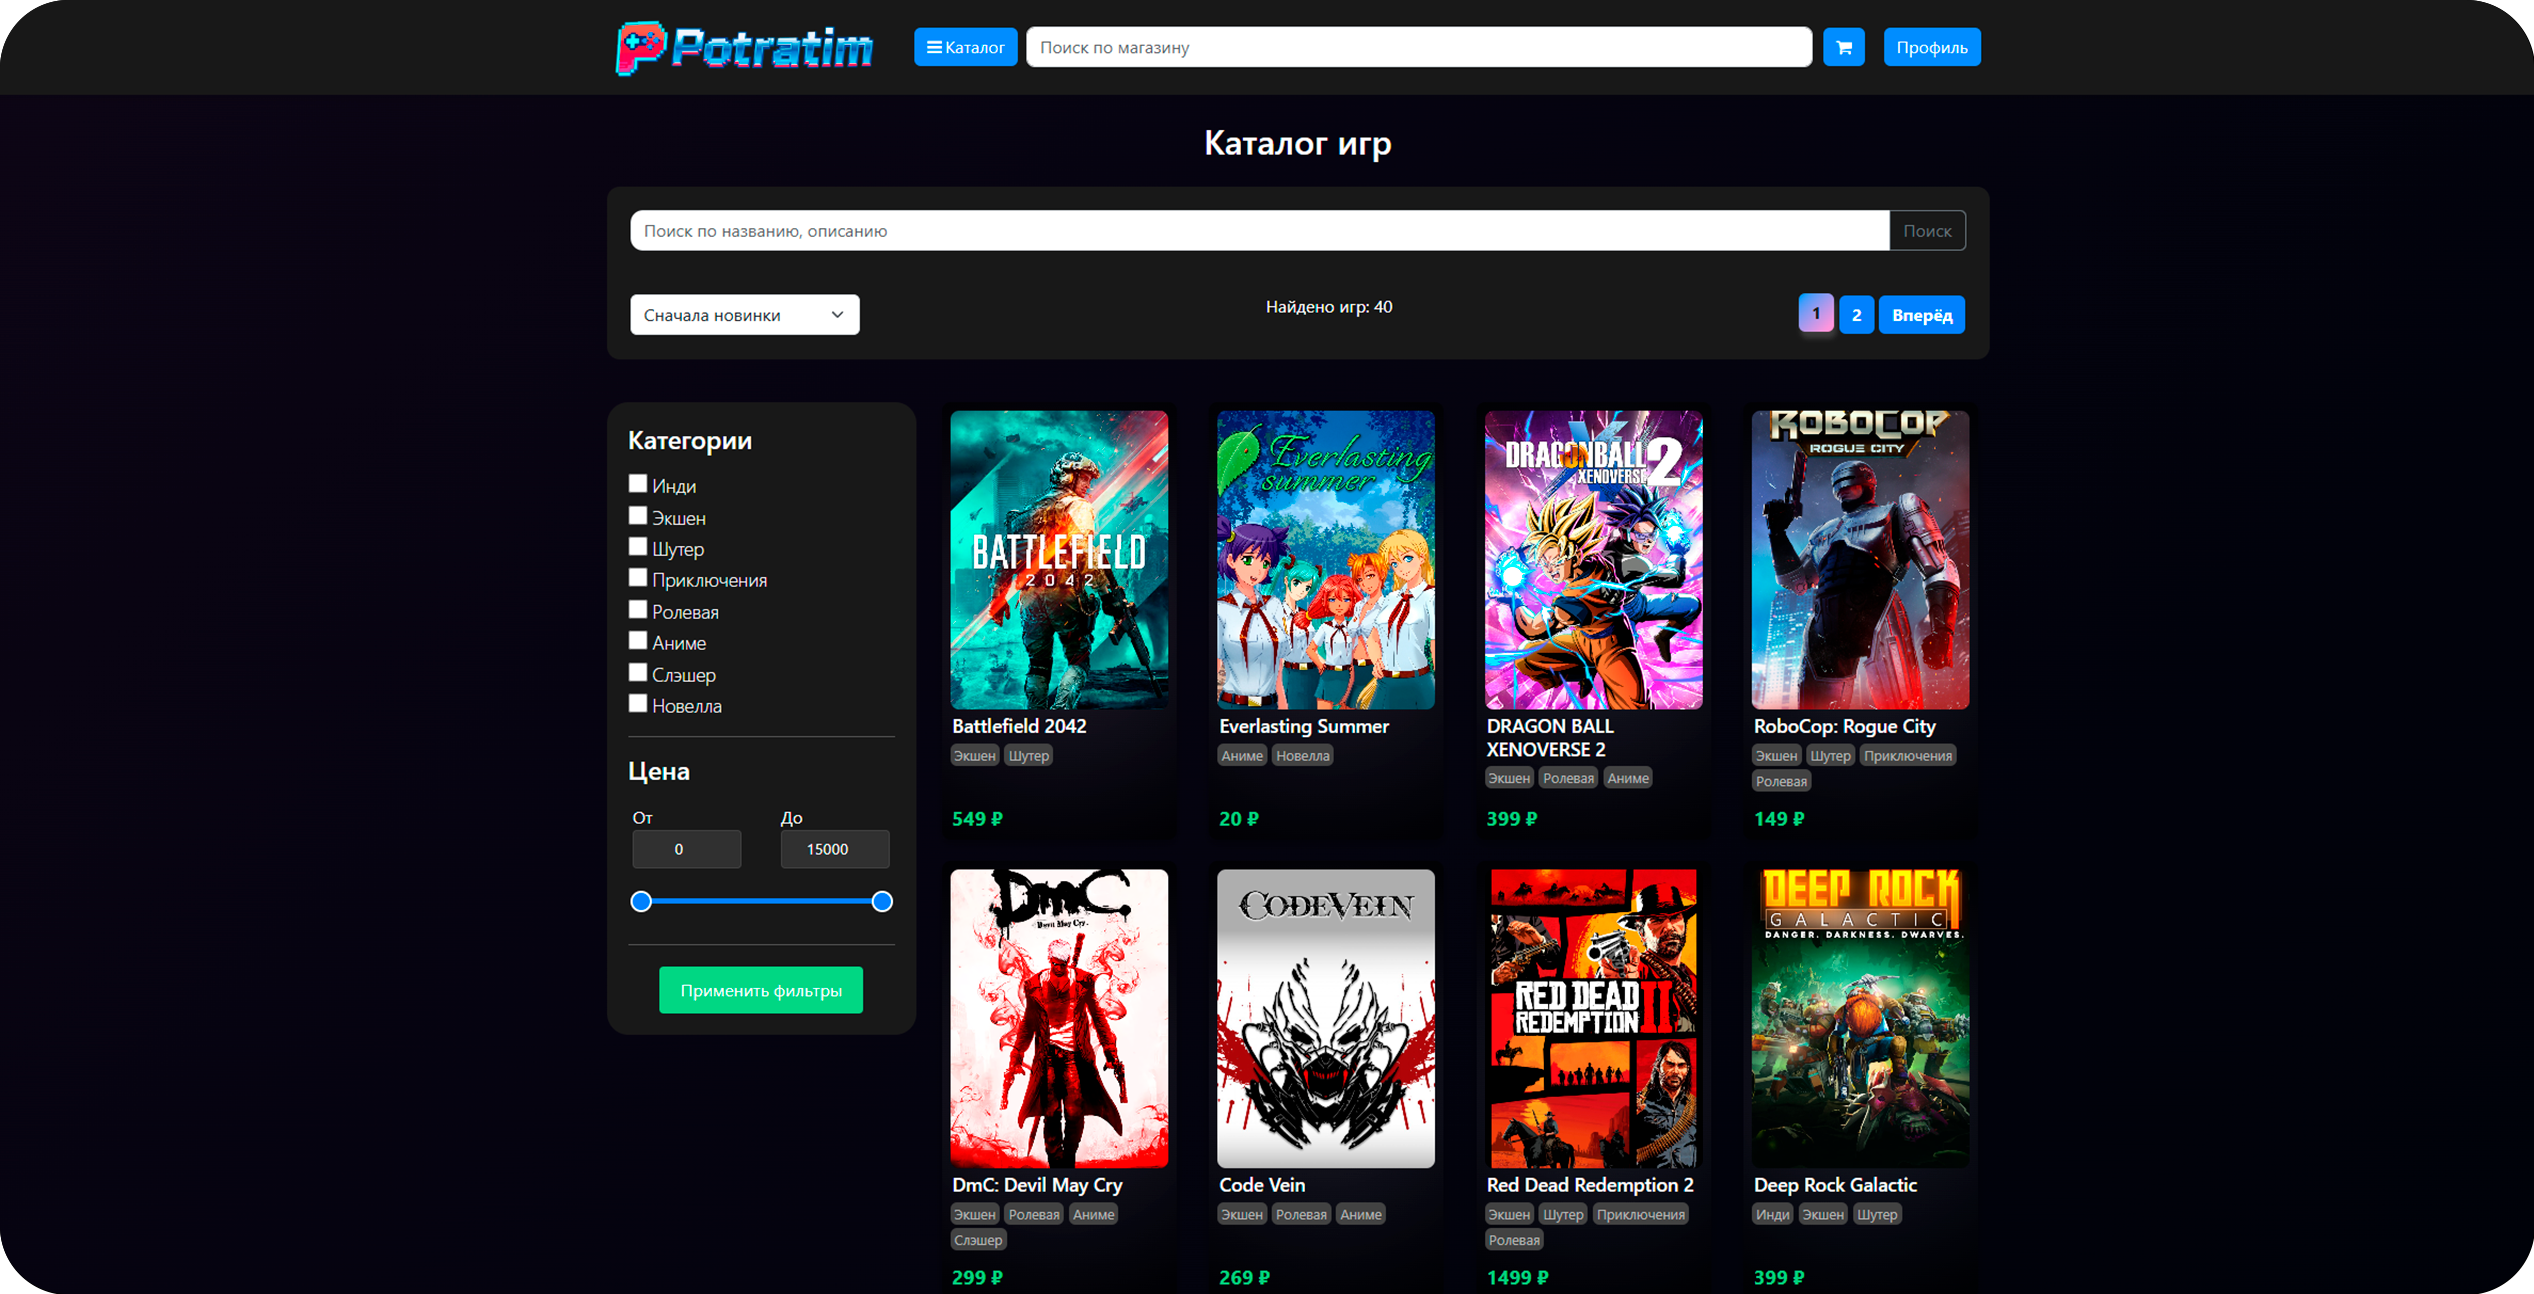 Potratim
Каталог
Поиск по магазину
Профиль
Каталог игр
Поиск по названию, описанию
Поиск
Сначала новинки
Найдено игр: 40
1
2
Вперёд
Категории
Инди
Экшен
Шутер
Приключения
Ролевая
Аниме
Слэшер
Новелла
Цена
От
До
0
15000
Применить фильтры
BATTLEFIELD
2042
Battlefield 2042
Экшен Шутер
549 ₽
Everlasting
summer
Everlasting Summer
Аниме Новелла
20 ₽
DRAGONBALL
XENOVERSE 2
DRAGON BALL
XENOVERSE 2
Экшен Ролевая Аниме
399 ₽
ROBOCOP
ROGUE CITY
RoboCop: Rogue City
Экшен Шутер Приключения
Ролевая
149 ₽
DmC
Devil May Cry
DmC: Devil May Cry
Экшен Ролевая Аниме
Слэшер
299 ₽
CODE VEIN
Code Vein
Экшен Ролевая Аниме
269 ₽
RED DEAD
REDEMPTION II
Red Dead Redemption 2
Экшен Шутер Приключения
Ролевая
1499 ₽
DEEP ROCK
GALACTIC
DANGER. DARKNESS. DWARVES.
Deep Rock Galactic
Инди Экшен Шутер
399 ₽